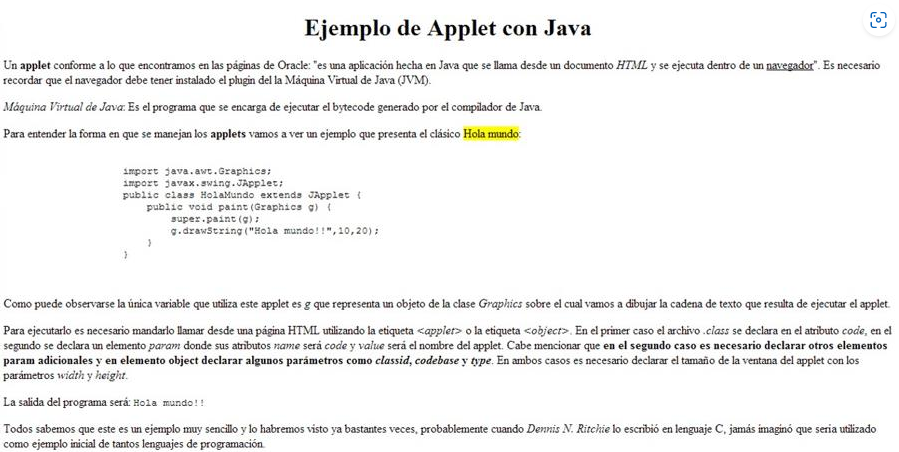 Ejemplo de Applet con Java
Un applet conforme a lo que encontramos en las páginas de Oracle: "es una aplicación hecha en Java que se llama desde un documento HTML y se ejecuta dentro de un navegador". Es necesario
recordar que el navegador debe tener instalado el plugin del la Máquina Virtual de Java (JVM).
Máquina Virtual de Java: Es el programa que se encarga de ejecutar el bytecode generado por el compilador de Java.
Para entender la forma en que se manejan los applets vamos a ver un ejemplo que presenta el clásico Hola mundo:
import java.awt.Graphics;
import javax.swing.JApplet;
public class HolaMundo extends JApplet {
public void paint(Graphics g) {
super.paint(g);
g.drawString("Hola mundo!!",10,20);
}
}
Como puede observarse la única variable que utiliza este applet es g que representa un objeto de la clase Graphics sobre el cual vamos a dibujar la cadena de texto que resulta de ejecutar el applet.
Para ejecutarlo es necesario mandarlo llamar desde una página HTML utilizando la etiqueta <applet> o la etiqueta <object>. En el primer caso el archivo .class se declara en el atributo code, en el
segundo se declara un elemento param donde sus atributos name será code y value será el nombre del applet. Cabe mencionar que en el segundo caso es necesario declarar otros elementos
param adicionales y en elemento object declarar algunos parámetros como classid, codebase y type. En ambos casos es necesario declarar el tamaño de la ventana del applet con los
parámetros width y height.
La salida del programa será: Hola mundo!!
Todos sabemos que este es un ejemplo muy sencillo y lo habremos visto ya bastantes veces, probablemente cuando Dennis N. Ritchie lo escribió en lenguaje C, jamás imaginó que seria utilizado
como ejemplo inicial de tantos lenguajes de programación.